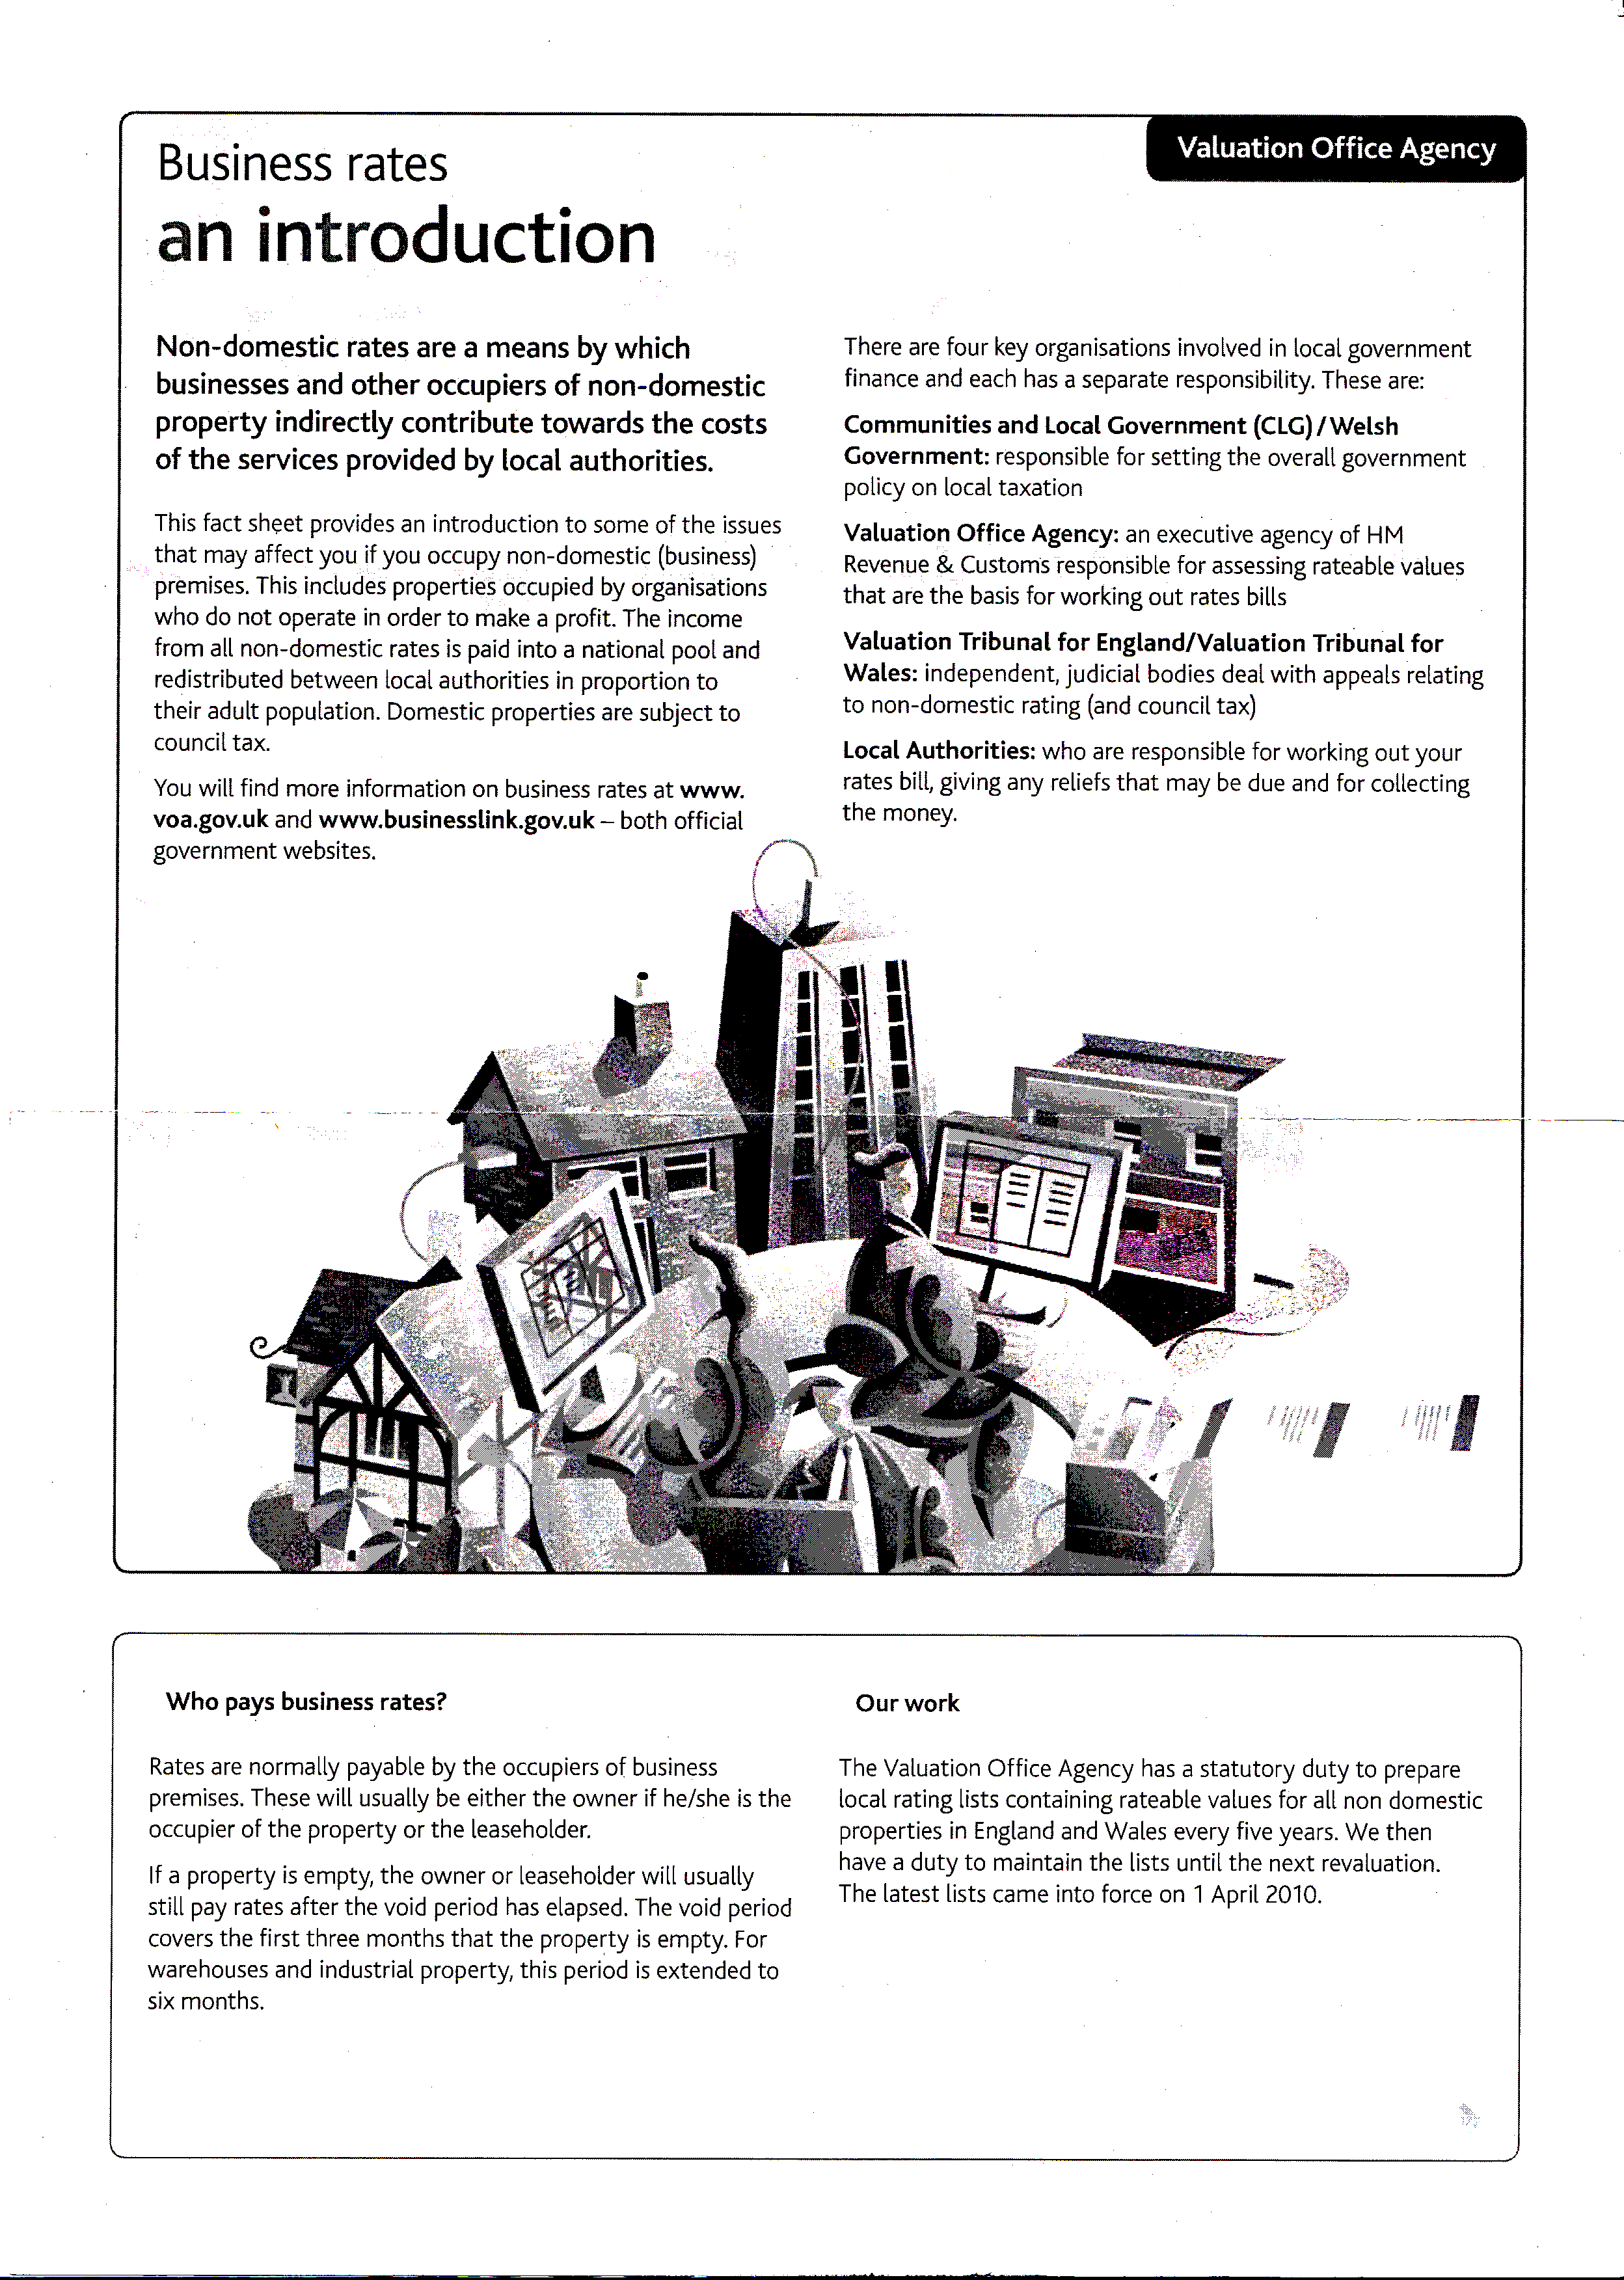 Valuation Office Agency
Business rates
an introduction
Non-domestic rates are a means by which
businesses and other occupiers of non-domestic
property indirectly contribute towards the costs
of the services provided by local authorities.
This fact sheet provides an introduction to some of the issues
that may affect you if you occupy non-domestic (business)
premises. This includes properties occupied by organisations
who do not operate in order to make a profit. The income
from all non-domestic rates is paid into a national pool and
redistributed between local authorities in proportion to
their adult population. Domestic properties are subject to
council tax.
You will find more information on business rates at www.
voa.gov.uk and www.businesslink.gov.uk – both official
government websites.
There are four key organisations involved in local government
finance and each has a separate responsibility. These are:
Communities and Local Government (CLG)/Welsh
Government: responsible for setting the overall government
policy on local taxation
Valuation Office Agency: an executive agency of HM
Revenue & Customs responsible for assessing rateable values
that are the basis for working out rates bills
Valuation Tribunal for England/Valuation Tribunal for
Wales: independent, judicial bodies deal with appeals relating
to non-domestic rating (and council tax)
Local Authorities: who are responsible for working out your
rates bill, giving any reliefs that may be due and for collecting
the money.
Who pays business rates?
Rates are normally payable by the occupiers of business
premises. These will usually be either the owner if he/she is the
occupier of the property or the leaseholder.
If a property is empty, the owner or leaseholder will usually
still pay rates after the void period has elapsed. The void period
covers the first three months that the property is empty. For
warehouses and industrial property, this period is extended to
six months.
Our work
The Valuation Office Agency has a statutory duty to prepare
local rating lists containing rateable values for all non domestic
properties in England and Wales every five years. We then
have a duty to maintain the lists until the next revaluation.
The latest lists came into force on 1 April 2010.